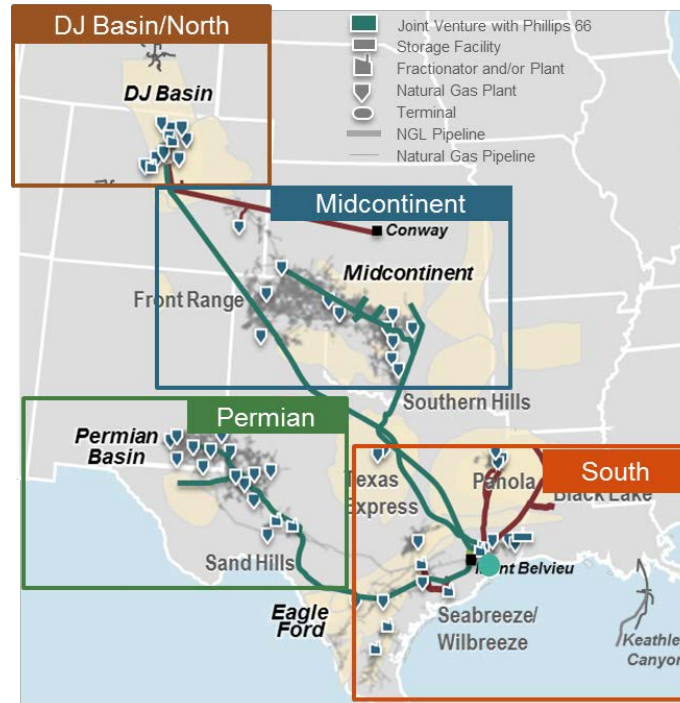 DJ Basin/North
DJ Basin
Joint Venture with Phillips 66
Storage Facility
Fractionator and/or Plant
Natural Gas Plant
Terminal
NGL Pipeline
Natural Gas Pipeline
Midcontinent
Conway
Midcontinent
Front Range
Southern Hills
Permian
Permian
Basin
Sand Hills
South
Texas
Express
Panola
Black Lake
Belvieu
Eagle
Ford
Seabreeze/
Wilbreeze
Keathley
Canyon